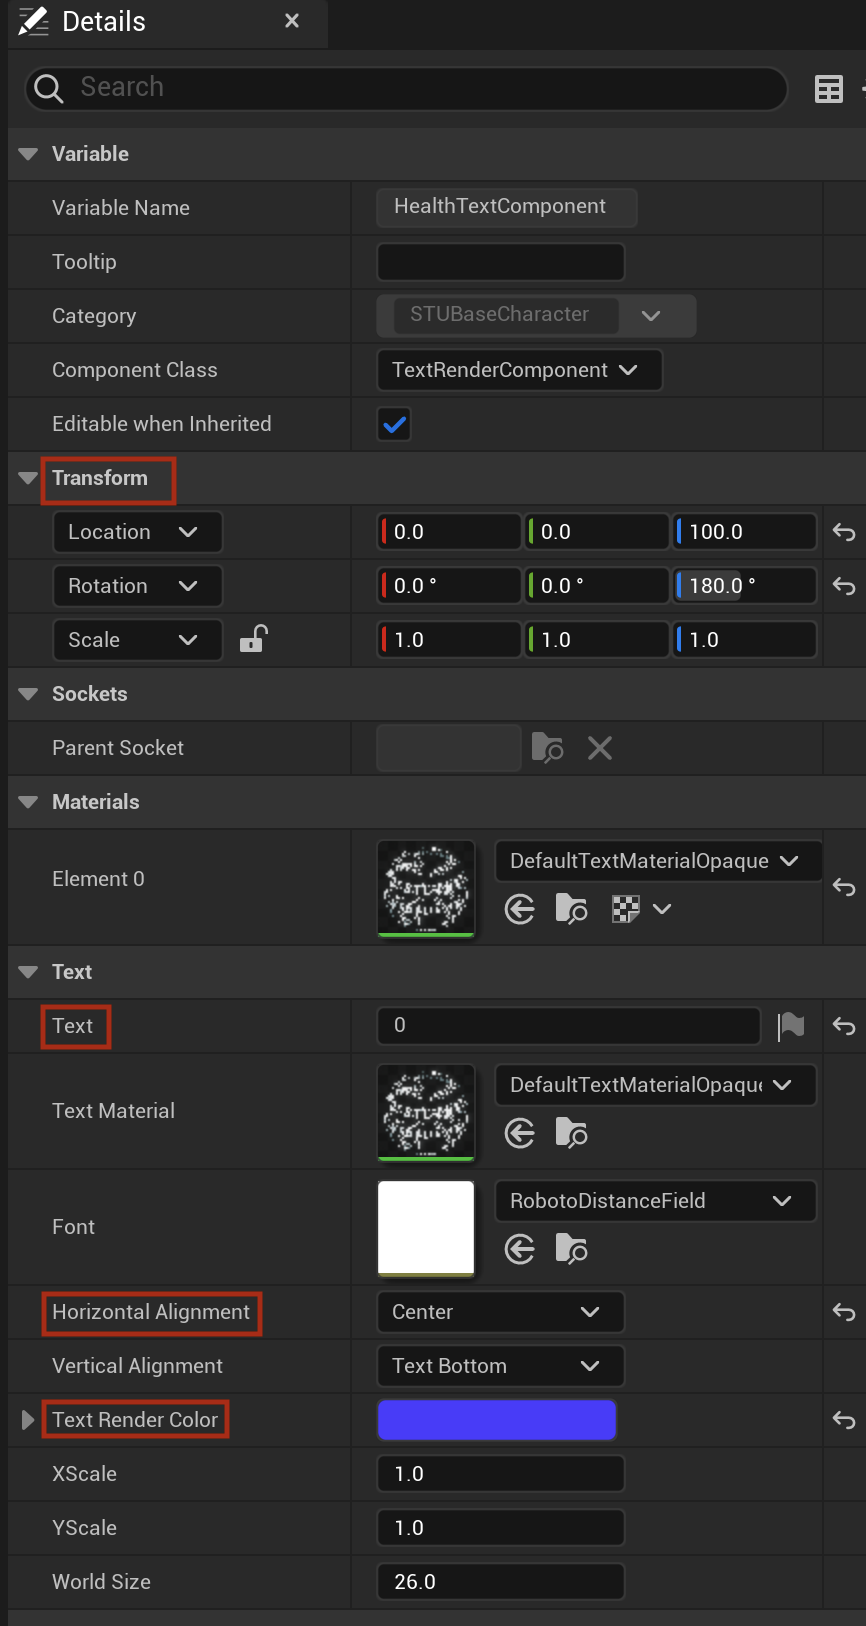 Details
Search
Variable
Variable Name HealthTextComponent
Tooltip
Category STUBaseCharacter
Component Class TextRenderComponent
Editable when Inherited
Transform
Location 0.0 0.0 100.0
Rotation 0.0 ° 0.0 ° 180.0 °
Scale 1.0 1.0 1.0
Sockets
Parent Socket
Materials
Element 0 DefaultTextMaterialOpaque
Text
Text 0
Text Material DefaultTextMaterialOpaque
Font RobotoDistanceField
Horizontal Alignment Center
Vertical Alignment Text Bottom
Text Render Color
XScale 1.0
YScale 1.0
World Size 26.0